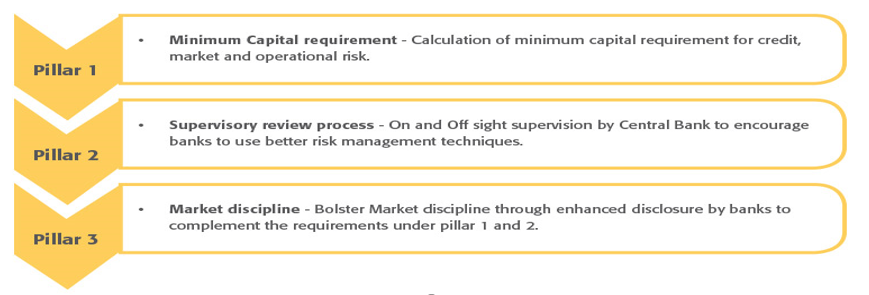 Pillar 1
• Minimum Capital requirement - Calculation of minimum capital requirement for credit,
market and operational risk.
Pillar 2
• Supervisory review process - On and Off sight supervision by Central Bank to encourage
banks to use better risk management techniques.
Pillar 3
• Market discipline - Bolster Market discipline through enhanced disclosure by banks to
complement the requirements under pillar 1 and 2.